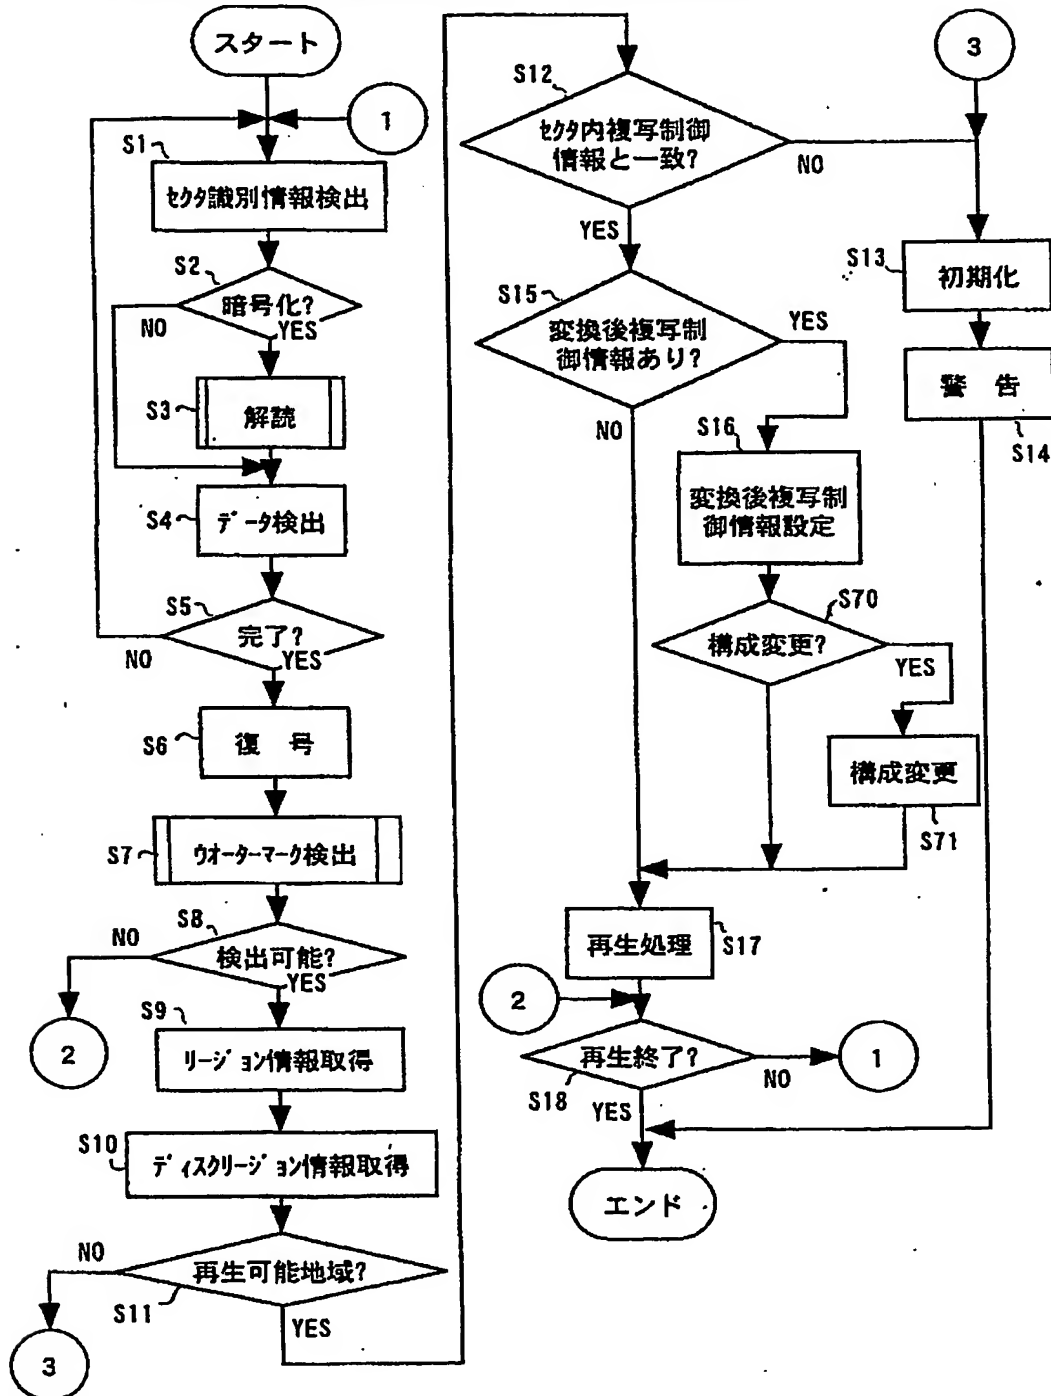 スタート
1
S1
セクタ識別情報検出
S2
暗号化?
NO
YES
S3
解読
S4
データ検出
S5
完了?
NO
YES
S6
復 号
S7
ウオーターマーク検出
S8
検出可能?
NO
YES
2
S9
リージョン情報取得
S10
ディスクリージョン情報取得
S11
再生可能地域?
NO
YES
3
S12
セクタ内複写制御
情報と一致?
NO
YES
3
S13
初期化
警 告
S14
S15
変換後複写制
御情報あり?
YES
NO
S16
変換後複写制
御情報設定
S70
構成変更?
YES
構成変更
S71
再生処理
S17
2
再生終了?
S18
NO
1
YES
エンド